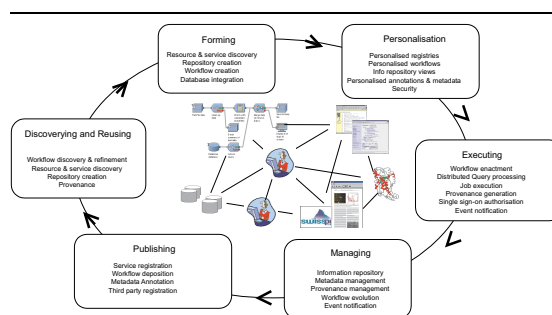 Forming
Resource & service discovery
Repository creation
Workflow creation
Database integration
Personalisation
Personalised registries
Personalised workflows
Info repository views
Personalised annotations & metadata
Security
Executing
Workflow enactment
Distributed Query processing
Job execution
Provenance generation
Single sign-on authorisation
Event notification
Managing
Information repository
Metadata management
Provenance management
Workflow evolution
Event notification
Publishing
Service registration
Workflow deposition
Metadata Annotation
Third party registration
Discoverying and Reusing
Workflow discovery & refinement
Resource & service discovery
Repository creation
Provenance